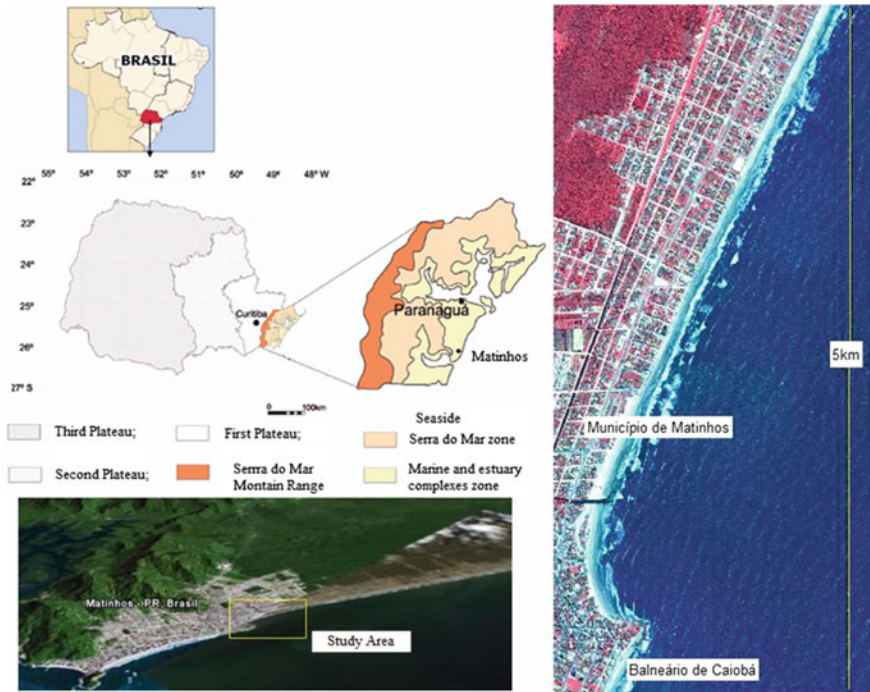 BRASIL
55º 54º 53º 52º 51º 50º 49º 48º W
22º
23º
24º
25º
26º
27º S
Curitiba
Paranaguá
Matinhos
0 100km
Third Plateau;
First Plateau;
Seaside
Serra do Mar zone
Second Plateau;
Serrra do Mar
Montain Range
Marine and estuary
complexes zone
Matinhos - PR, Brasil
Study Area
5km
Município de Matinhos
Balneário de Caiobá